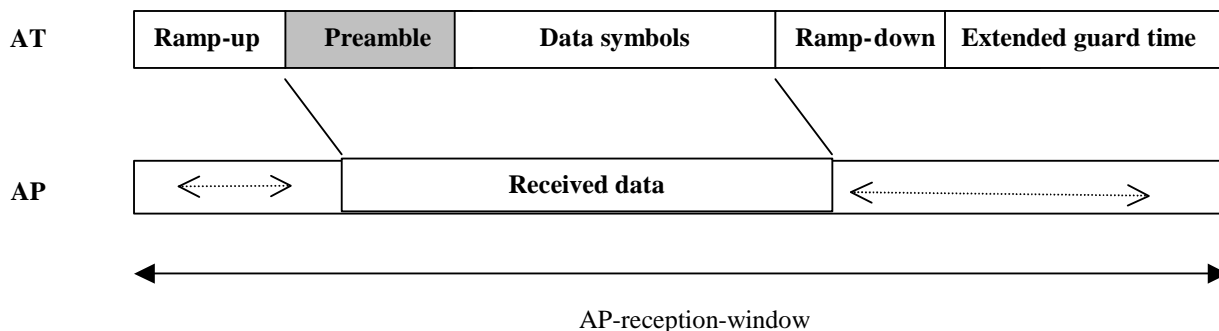 AT Ramp-up Preamble Data symbols Ramp-down Extended guard time
AP Received data
AP-reception-window